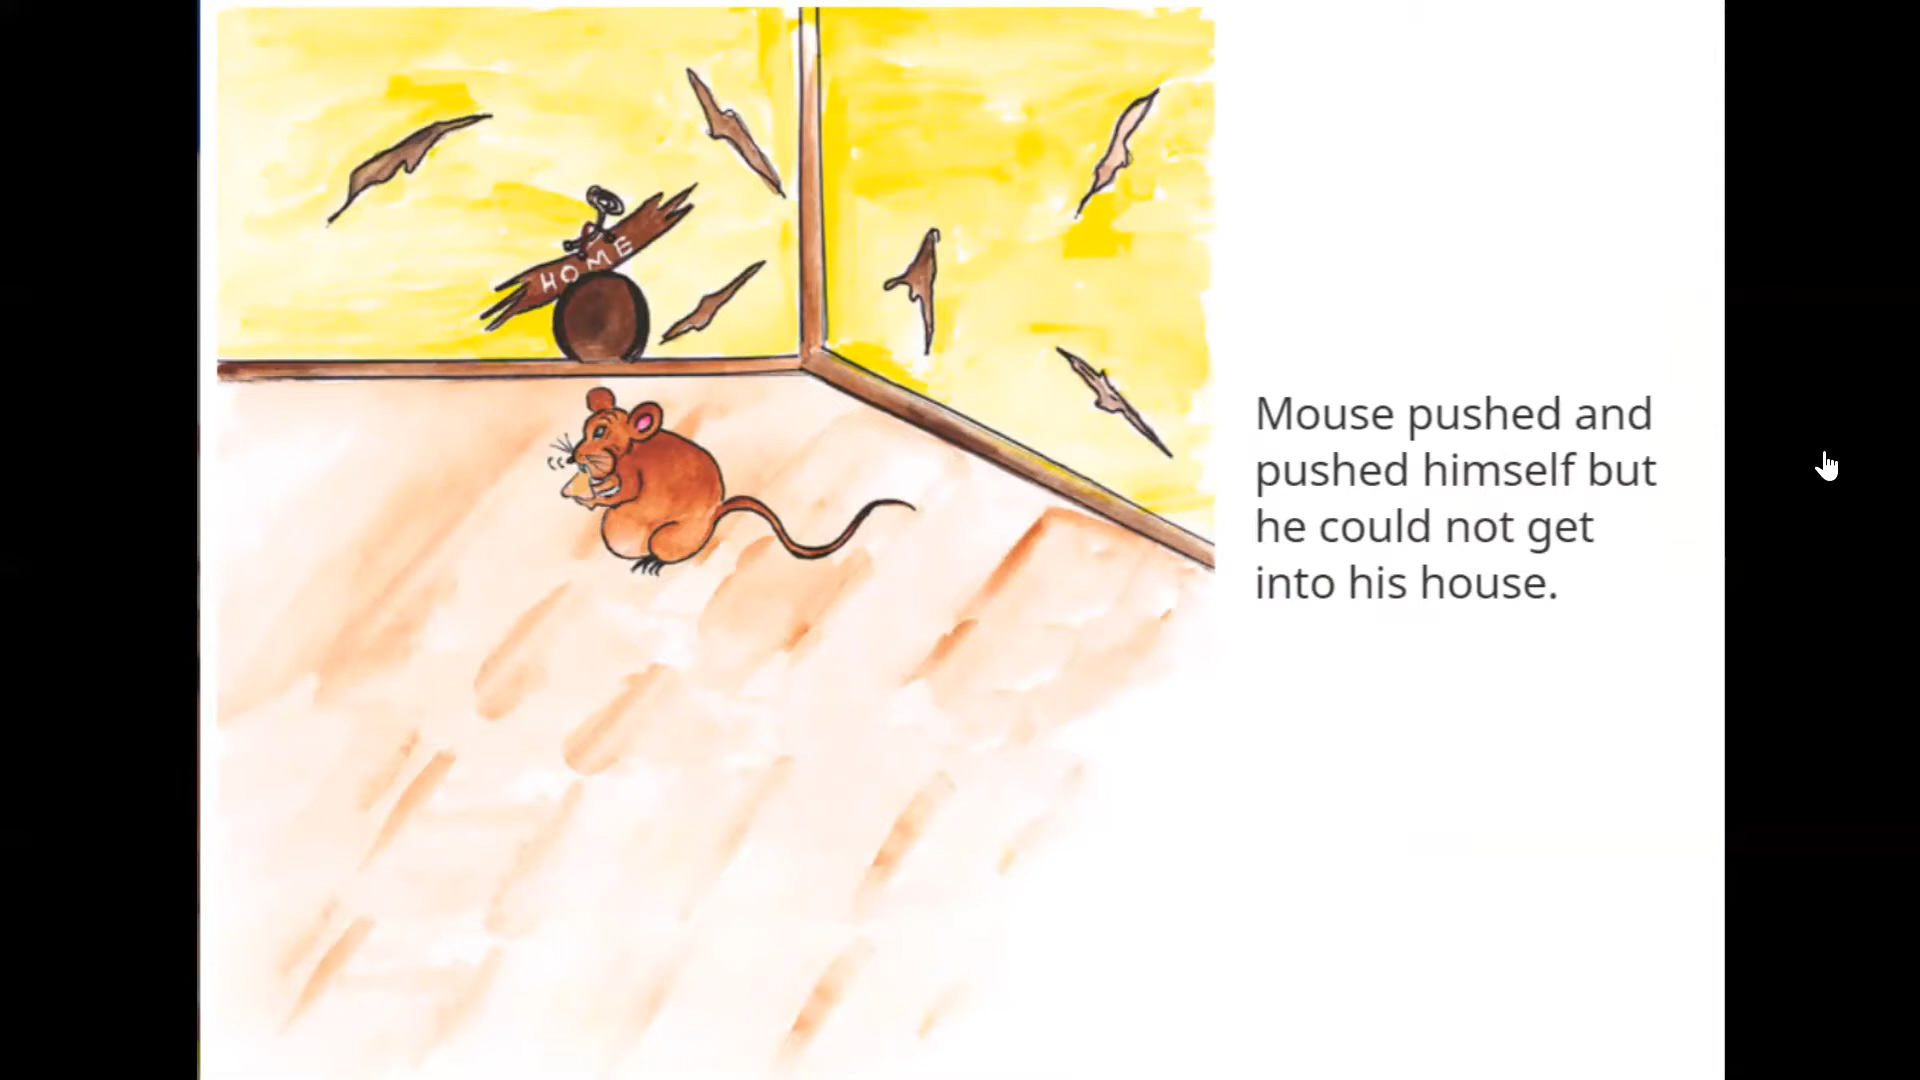 HOME
Mouse pushed and
pushed himself but
he could not get
into his house.